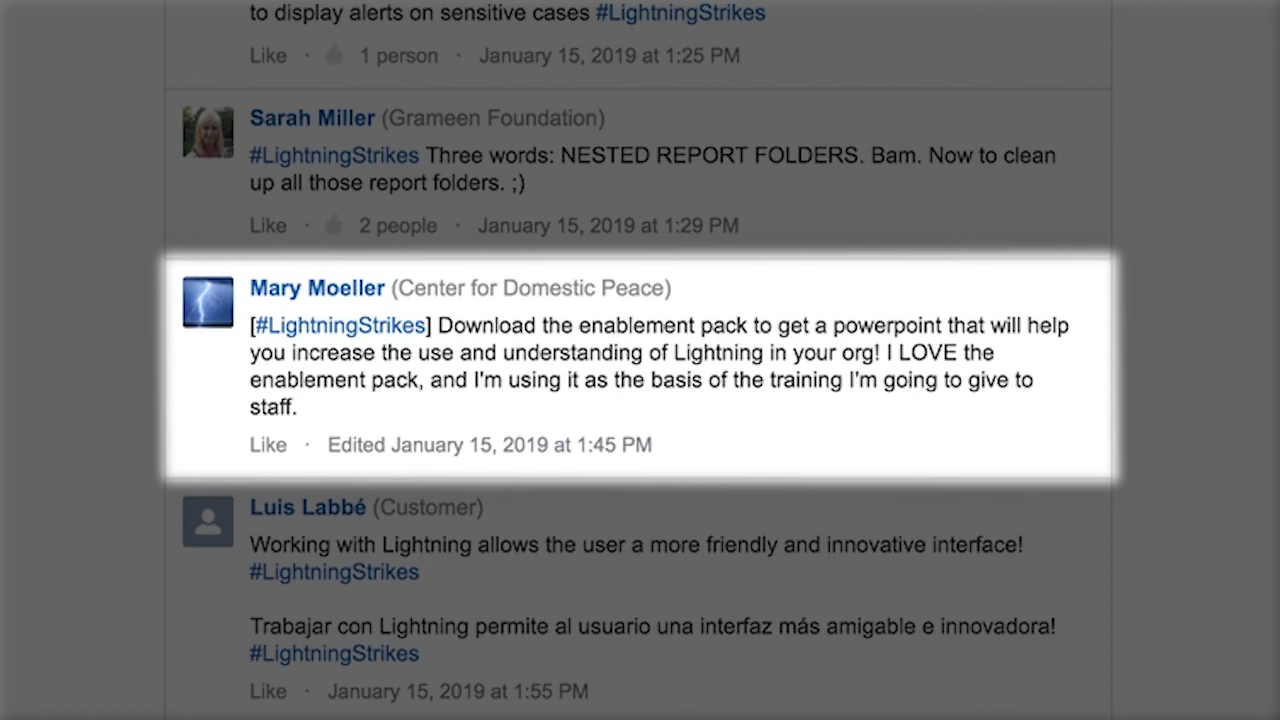 to display alerts on sensitive cases #LightningStrikes
Like · 1 person · January 15, 2019 at 1:25 PM
Sarah Miller (Grameen Foundation)
#LightningStrikes Three words: NESTED REPORT FOLDERS. Bam. Now to clean
up all those report folders. ;)
Like · 2 people · January 15, 2019 at 1:29 PM
Mary Moeller (Center for Domestic Peace)
[#LightningStrikes] Download the enablement pack to get a powerpoint that will help
you increase the use and understanding of Lightning in your org! I LOVE the
enablement pack, and I'm using it as the basis of the training I'm going to give to
staff.
Like · Edited January 15, 2019 at 1:45 PM
Luis Labbé (Customer)
Working with Lightning allows the user a more friendly and innovative interface!
#LightningStrikes
Trabajar con Lightning permite al usuario una interfaz más amigable e innovadora!
#LightningStrikes
Like · January 15, 2019 at 1:55 PM